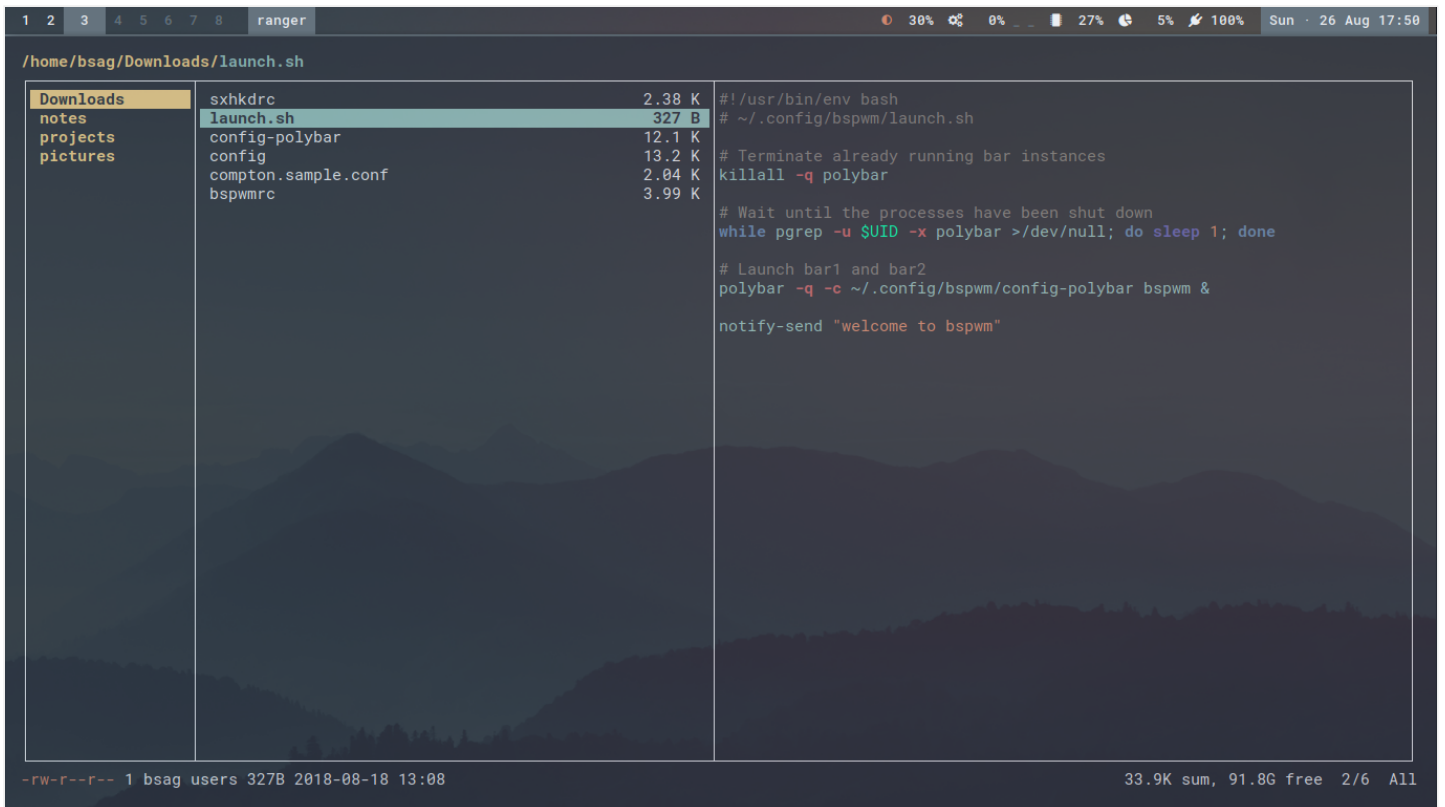 1 2 3 4 5 6 7 8 ranger 30% 0% _ _ 27% 5% 100% Sun · 26 Aug 17:50
/home/bsag/Downloads/launch.sh
Downloads
notes
projects
pictures
sxhkdrc 2.38 K
launch.sh 327 B
config-polybar 12.1 K
config 13.2 K
compton.sample.conf 2.04 K
bspwmrc 3.99 K
#!/usr/bin/env bash
# ~/.config/bspwm/launch.sh
# Terminate already running bar instances
killall -q polybar
# Wait until the processes have been shut down
while pgrep -u $UID -x polybar >/dev/null; do sleep 1; done
# Launch bar1 and bar2
polybar -q -c ~/.config/bspwm/config-polybar bspwm &
notify-send "welcome to bspwm"
-rw-r--r-- 1 bsag users 327B 2018-08-18 13:08
33.9K sum, 91.8G free 2/6 All